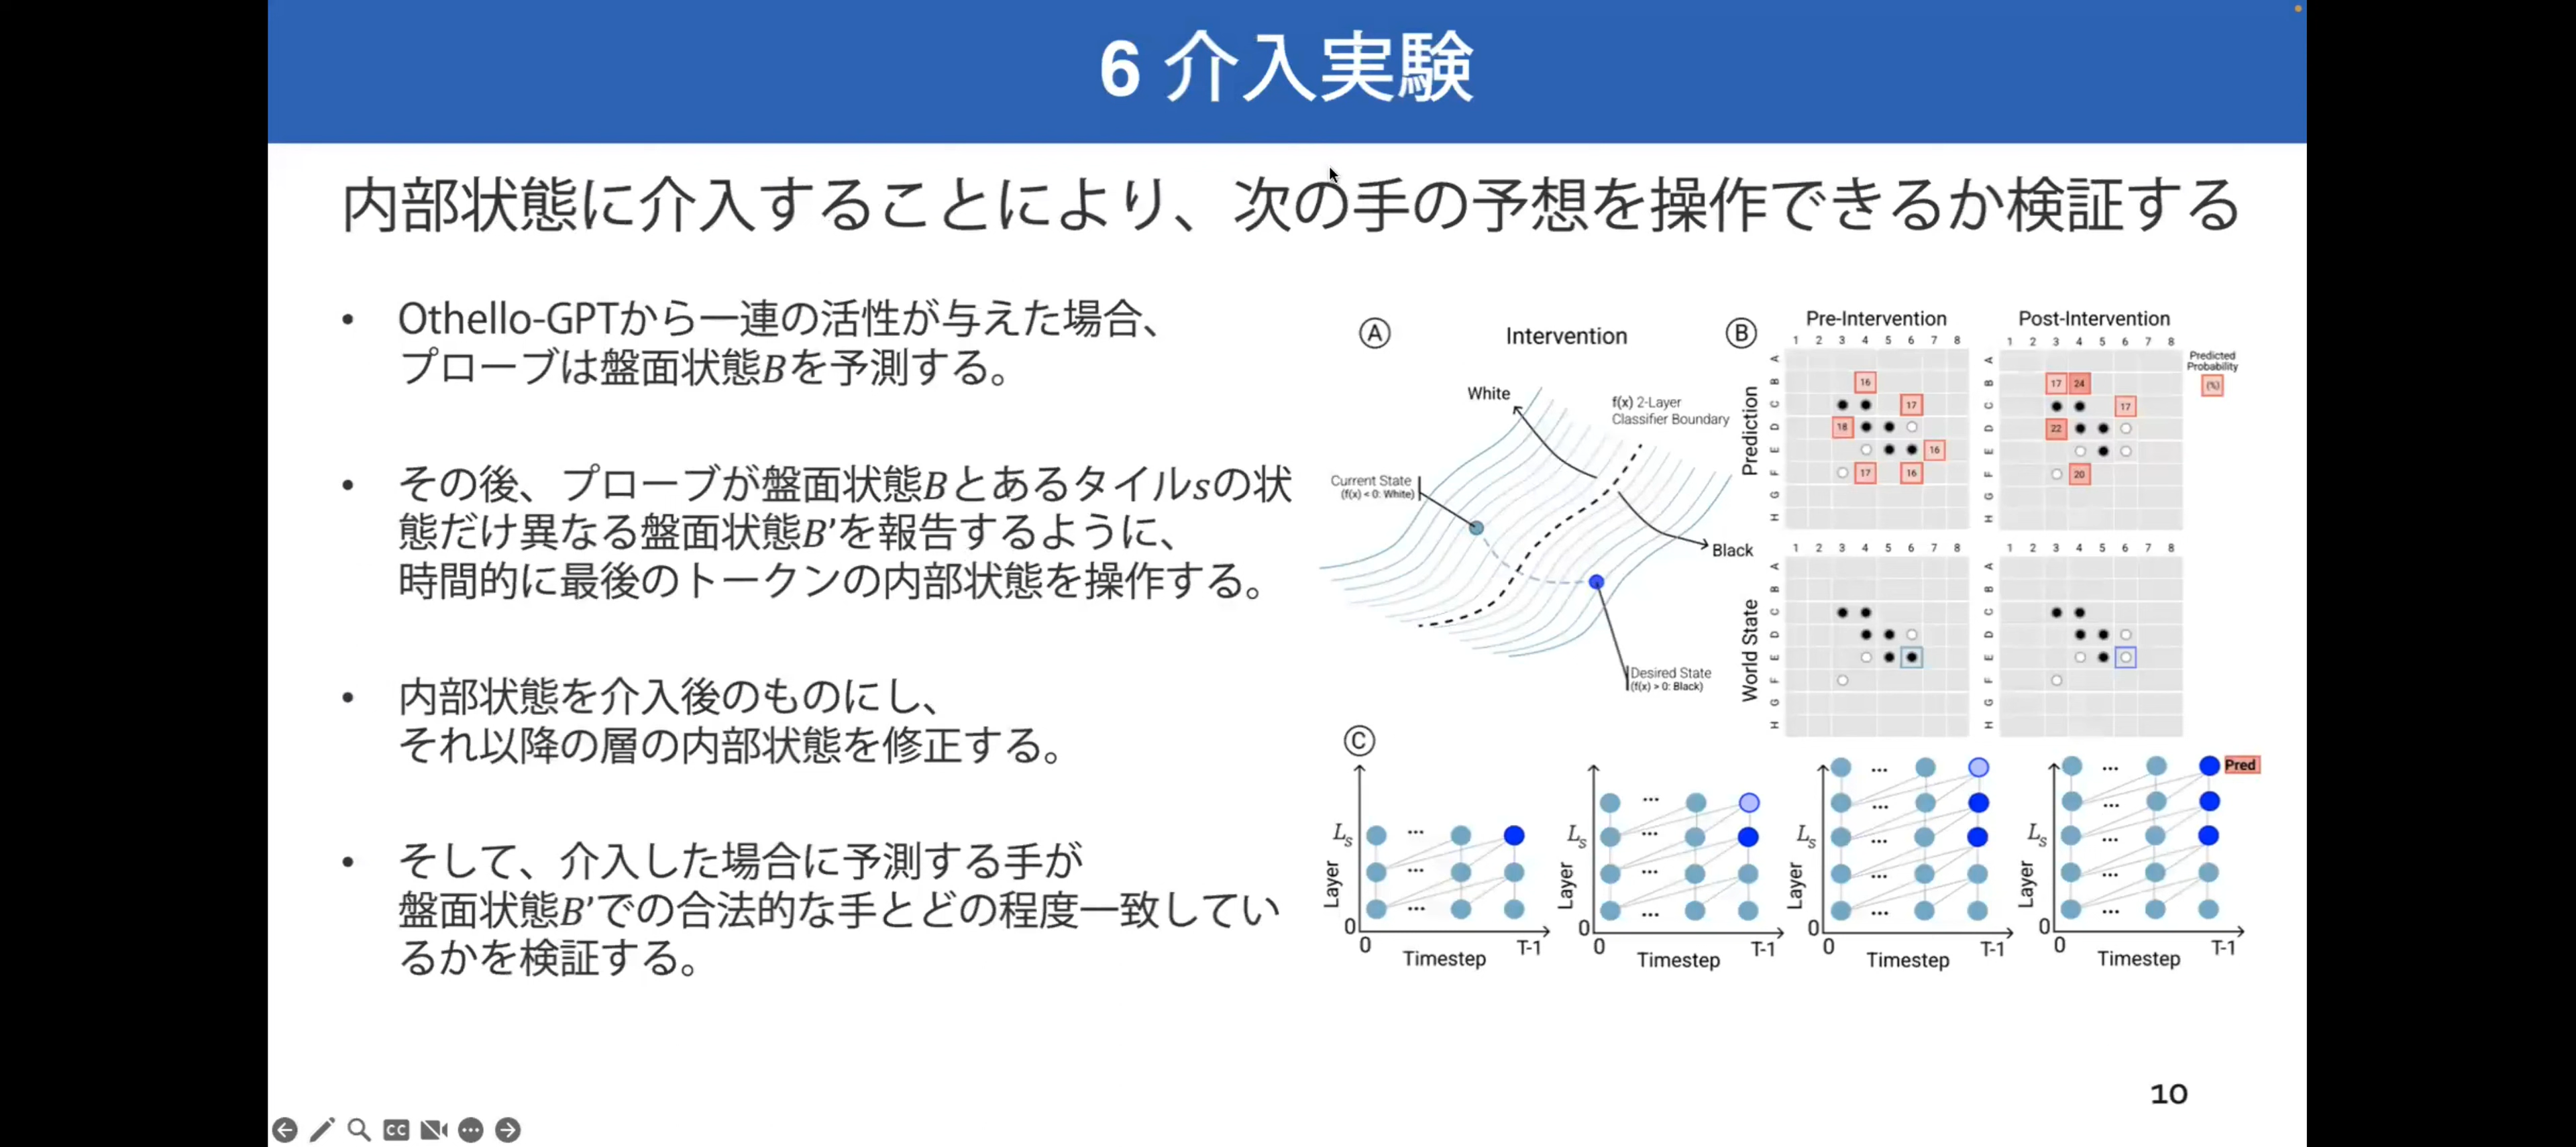 6 介入実験
内部状態に介入することにより、次の手の予想を操作できるか検証する
• Othello-GPTから一連の活性が与えた場合、
プローブは盤面状態Bを予測する。
• その後、プローブが盤面状態Bとあるタイルsの状
態だけ異なる盤面状態B’を報告するように、
時間的に最後のトークンの内部状態を操作する。
• 内部状態を介入後のものにし、
それ以降の層の内部状態を修正する。
• そして、介入した場合に予測する手が
盤面状態B’での合法的な手とどの程度一致してい
るかを検証する。
A
Intervention
White
f(x) 2-Layer
Classifier Boundary
Current State
(f(x) < 0: White)
Black
Desired State
(f(x) > 0: Black)
B
Pre-Intervention
Post-Intervention
Predicted
Probability
(%)
Prediction
1 2 3 4 5 6 7 8
A
B
C
D
E
F
G
H
16
17
18
16
17 16
1 2 3 4 5 6 7 8
A
B
C
D
E
F
G
H
17 24
17
22
20
World State
1 2 3 4 5 6 7 8
A
B
C
D
E
F
G
H
1 2 3 4 5 6 7 8
A
B
C
D
E
F
G
H
C
Layer
Ls
...
...
...
0
0
T-1
Timestep
Layer
Ls
...
...
...
...
0
0
T-1
Timestep
Layer
Ls
...
...
...
...
...
0
0
T-1
Timestep
Layer
Ls
...
...
...
...
...
Pred
0
0
T-1
Timestep
10
CC